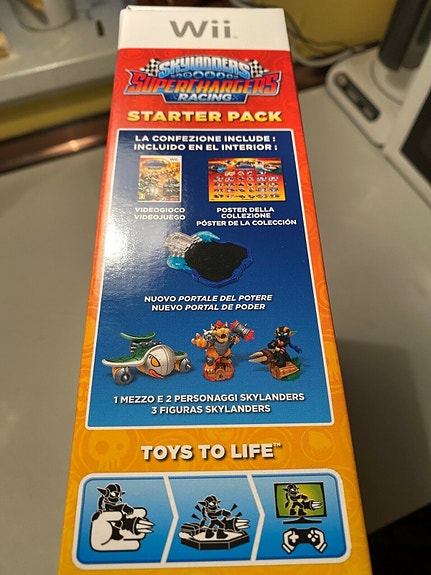 Wii™
SKYLANDERS
SUPERCHARGERS
RACING
STARTER PACK
LA CONFEZIONE INCLUDE :
INCLUIDO EN EL INTERIOR :
VIDEOGIOCO
VIDEOJUEGO
POSTER DELLA
COLLEZIONE
PÓSTER DE LA COLECCIÓN
NUOVO PORTALE DEL POTERE
NUEVO PORTAL DE PODER
1 MEZZO E 2 PERSONAGGI SKYLANDERS
3 FIGURAS SKYLANDERS
TOYS TO LIFE™